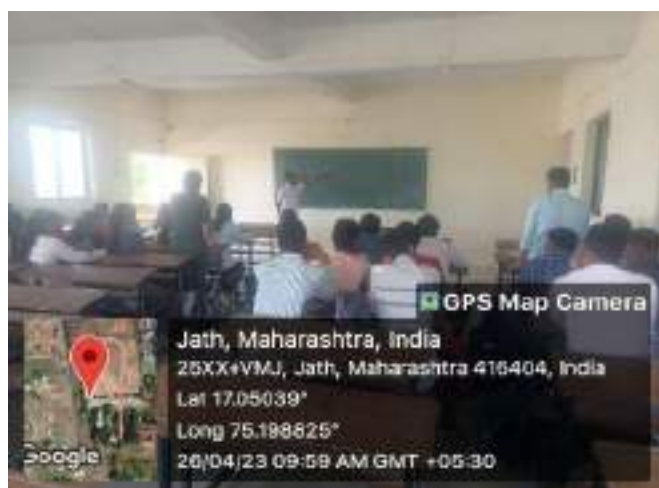 GPS Map Camera
Jath, Maharashtra, India
25XX+VMJ, Jath, Maharashtra 416404, India
Lat 17.05039°
Long 75.198825°
26/04/23 09:59 AM GMT +05:30
Google